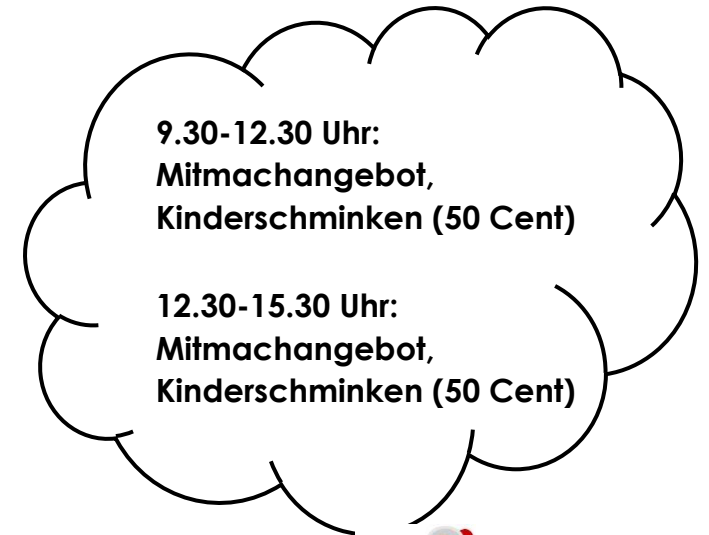 9.30-12.30 Uhr:
Mitmachangebot,
Kinderschminken (50 Cent)
12.30-15.30 Uhr:
Mitmachangebot,
Kinderschminken (50 Cent)